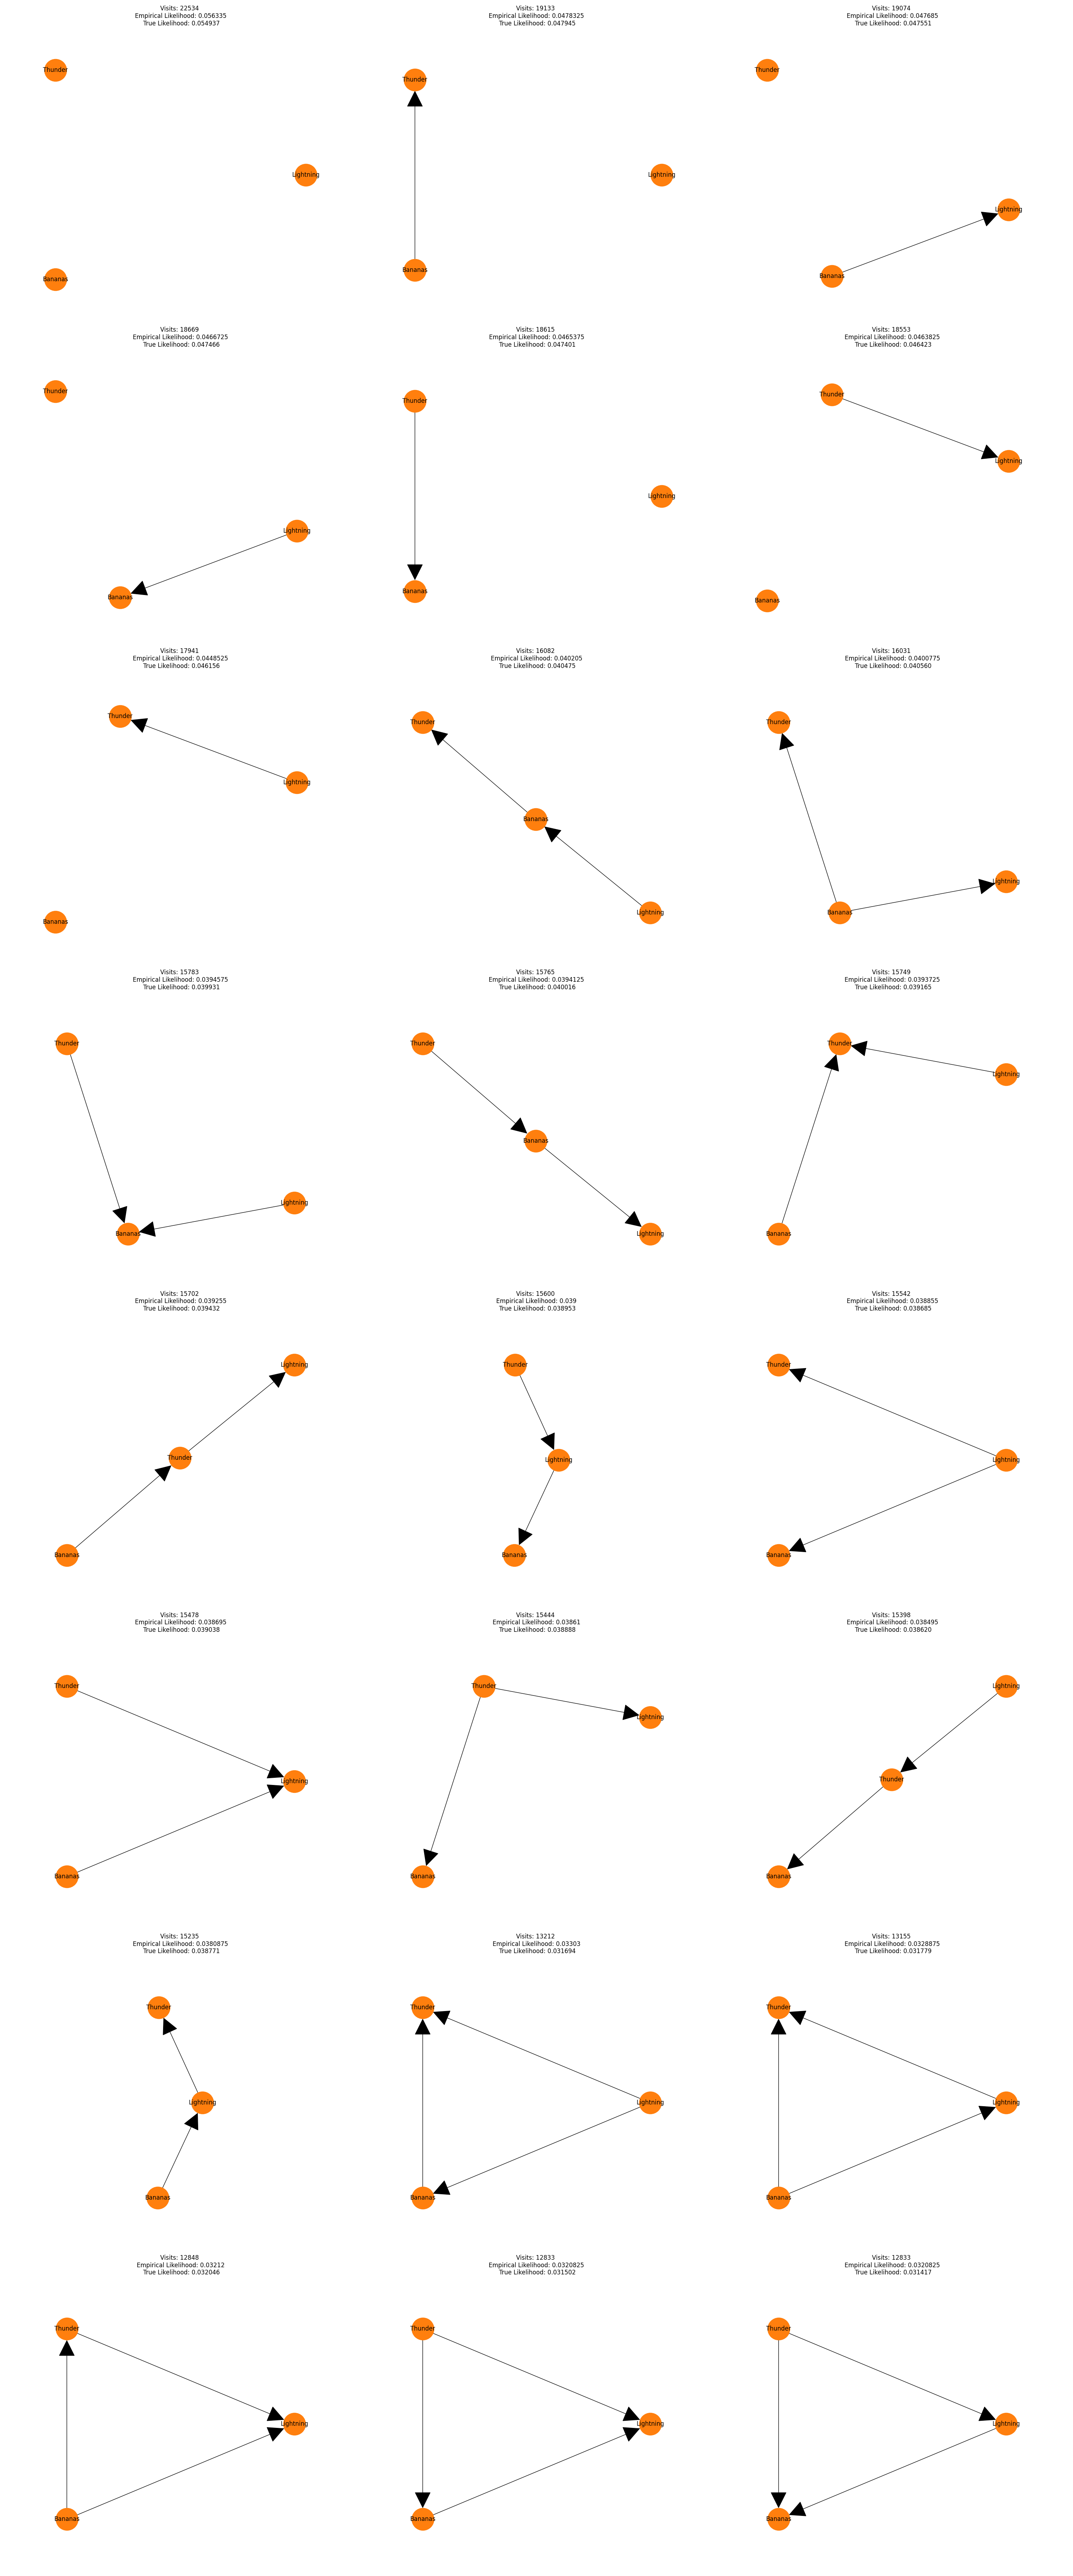 Visits: 22534
Empirical Likelihood: 0.056335
True Likelihood: 0.054937
Thunder
Lightning
Bananas
Visits: 19133
Empirical Likelihood: 0.0478325
True Likelihood: 0.047945
Thunder
Lightning
Bananas
Visits: 19074
Empirical Likelihood: 0.047685
True Likelihood: 0.047551
Thunder
Lightning
Bananas
Visits: 18669
Empirical Likelihood: 0.0466725
True Likelihood: 0.047466
Thunder
Lightning
Bananas
Visits: 18615
Empirical Likelihood: 0.0465375
True Likelihood: 0.047401
Thunder
Lightning
Bananas
Visits: 18553
Empirical Likelihood: 0.0463825
True Likelihood: 0.046423
Thunder
Lightning
Bananas
Visits: 17941
Empirical Likelihood: 0.0448525
True Likelihood: 0.046156
Thunder
Lightning
Bananas
Visits: 16082
Empirical Likelihood: 0.040205
True Likelihood: 0.040475
Thunder
Bananas
Lightning
Visits: 16031
Empirical Likelihood: 0.0400775
True Likelihood: 0.040560
Thunder
Lightning
Bananas
Visits: 15783
Empirical Likelihood: 0.0394575
True Likelihood: 0.039931
Thunder
Lightning
Bananas
Visits: 15765
Empirical Likelihood: 0.0394125
True Likelihood: 0.040016
Thunder
Bananas
Lightning
Visits: 15749
Empirical Likelihood: 0.0393725
True Likelihood: 0.039165
Thunder
Lightning
Bananas
Visits: 15702
Empirical Likelihood: 0.039255
True Likelihood: 0.039432
Lightning
Thunder
Bananas
Visits: 15600
Empirical Likelihood: 0.039
True Likelihood: 0.038953
Thunder
Lightning
Bananas
Visits: 15542
Empirical Likelihood: 0.038855
True Likelihood: 0.038685
Thunder
Lightning
Bananas
Visits: 15478
Empirical Likelihood: 0.038695
True Likelihood: 0.039038
Thunder
Lightning
Bananas
Visits: 15444
Empirical Likelihood: 0.03861
True Likelihood: 0.038888
Thunder
Lightning
Bananas
Visits: 15398
Empirical Likelihood: 0.038495
True Likelihood: 0.038620
Lightning
Thunder
Bananas
Visits: 15235
Empirical Likelihood: 0.0380875
True Likelihood: 0.038771
Thunder
Lightning
Bananas
Visits: 13212
Empirical Likelihood: 0.03303
True Likelihood: 0.031694
Thunder
Lightning
Bananas
Visits: 13155
Empirical Likelihood: 0.0328875
True Likelihood: 0.031779
Thunder
Lightning
Bananas
Visits: 12848
Empirical Likelihood: 0.03212
True Likelihood: 0.032046
Thunder
Lightning
Bananas
Visits: 12833
Empirical Likelihood: 0.0320825
True Likelihood: 0.031502
Thunder
Lightning
Bananas
Visits: 12833
Empirical Likelihood: 0.0320825
True Likelihood: 0.031417
Thunder
Lightning
Bananas